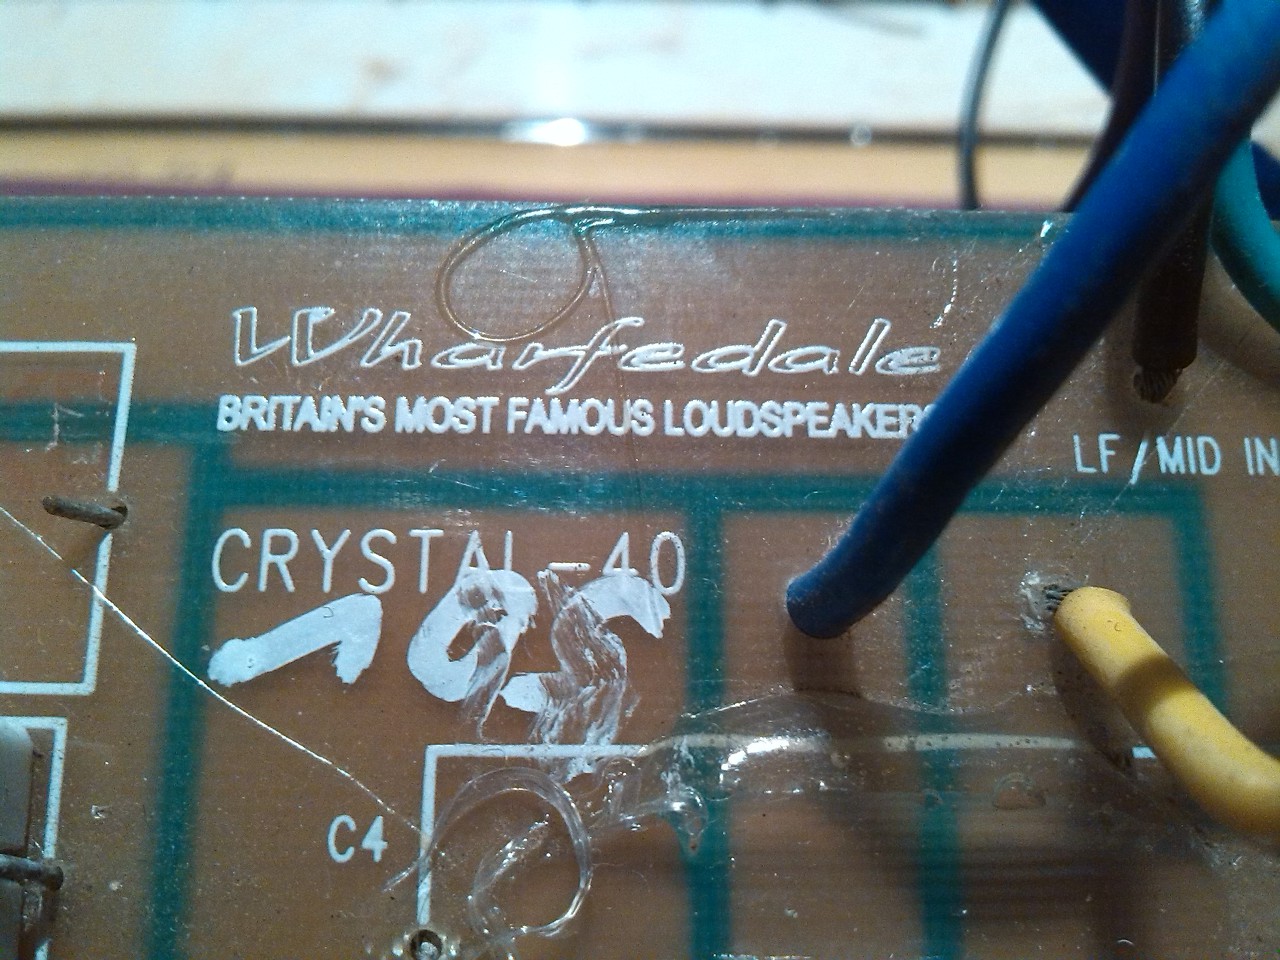 Wharfedale
BRITAIN'S MOST FAMOUS LOUDSPEAKERS
LF/MID IN
CRYSTAL-40
C4